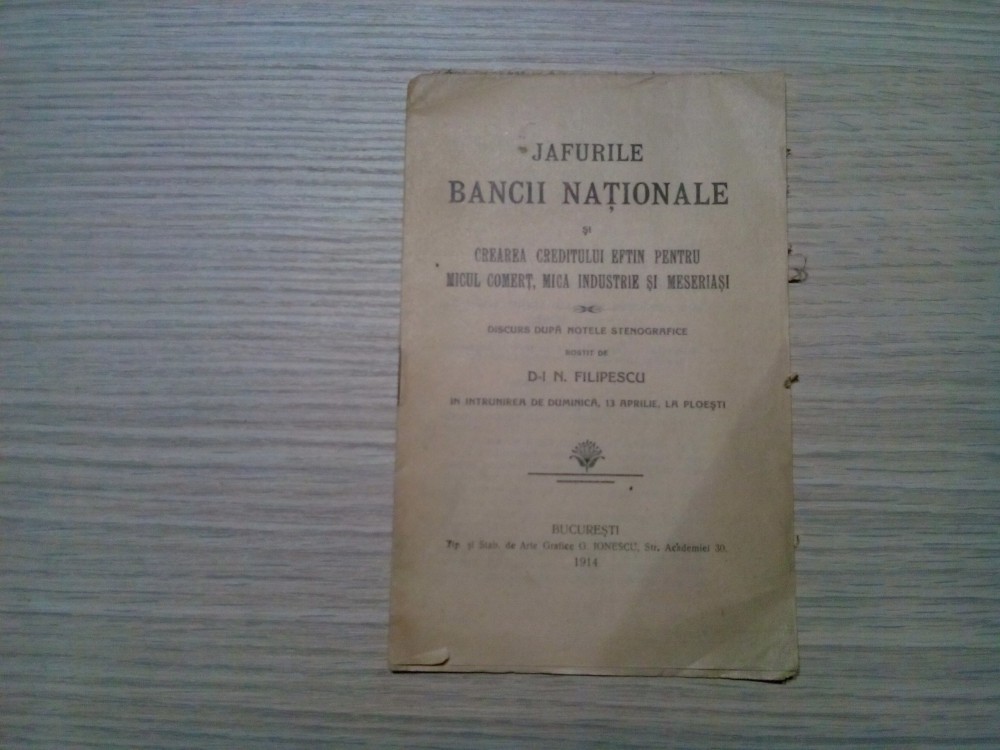 JAFURILE
BANCII NAȚIONALE
ȘI
CREAREA CREDITULUI EFTIN PENTRU
MICUL COMERȚ, MICA INDUSTRIE ȘI MESERIAȘI
DISCURS DUPĂ NOTELE STENOGRAFICE
ROSTIT DE
D-l N. FILIPESCU
IN INTRUNIREA DE DUMINICĂ, 13 APRILIE, LA PLOEȘTI
BUCUREȘTI
Tip. și Stab. de Arte Grafice G. IONESCU, Str. Academiei 30.
1914